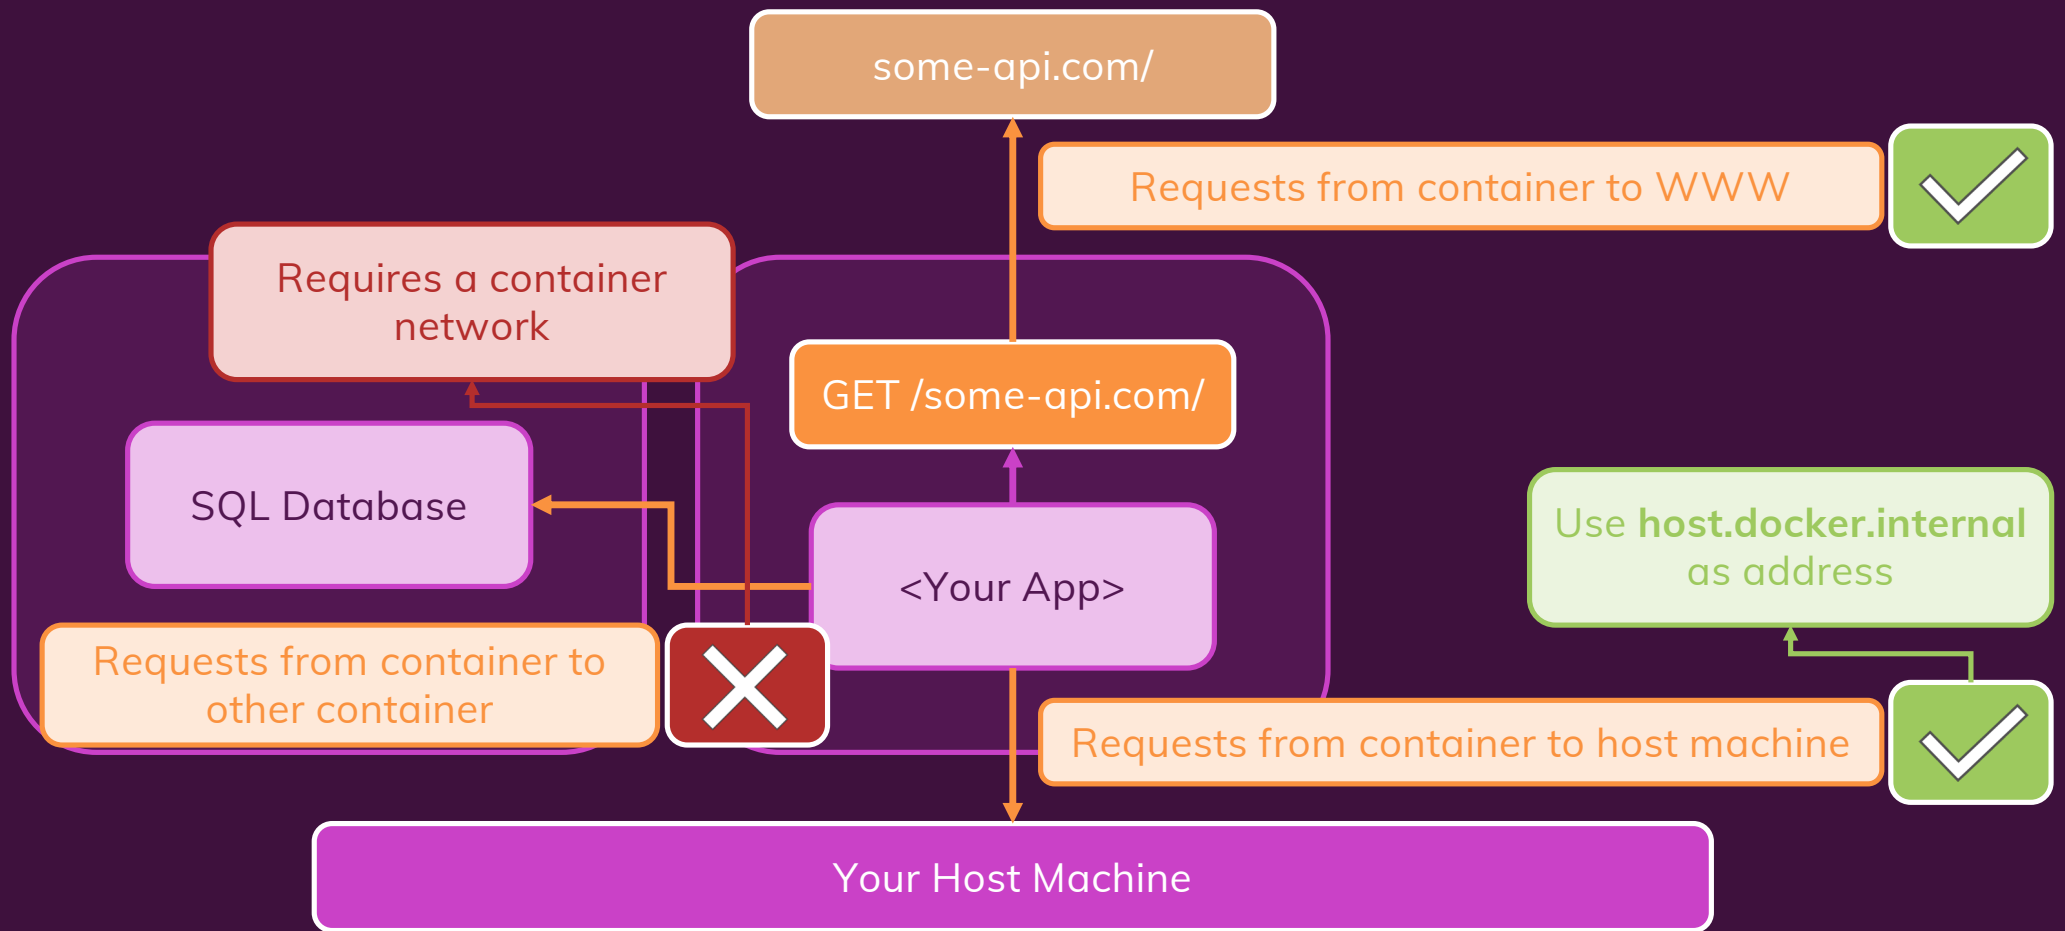 some-api.com/
Requests from container to WWW
Requires a container
network
GET /some-api.com/
SQL Database
<Your App>
Use host.docker.internal
as address
Requests from container to
other container
Requests from container to host machine
Your Host Machine